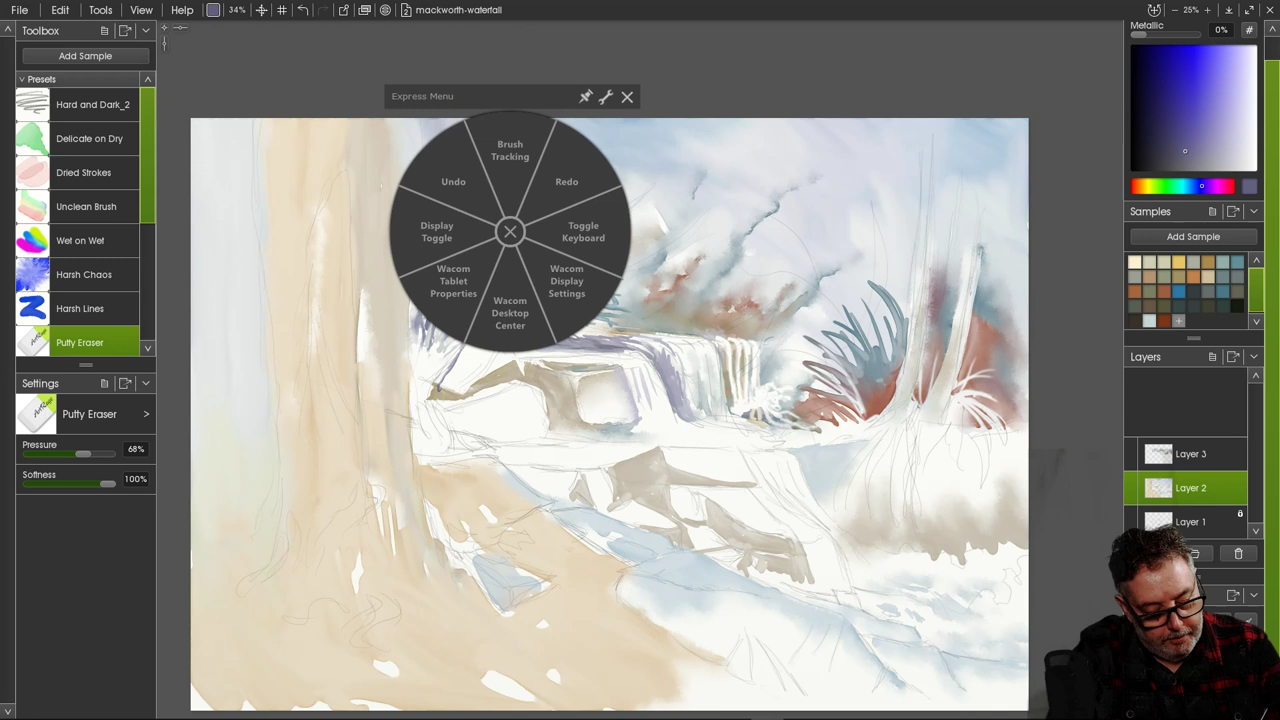 File Edit Tools View Help 34% 2 mackworth-waterfall 25%
Toolbox
Add Sample
Presets
Hard and Dark_2
Delicate on Dry
Dried Strokes
Unclean Brush
Wet on Wet
Harsh Chaos
Harsh Lines
Putty Eraser
Settings
Putty Eraser >
Pressure 68%
Softness 100%
Express Menu
Brush
Tracking
Undo
Redo
Display
Toggle
Toggle
Keyboard
Wacom
Tablet
Properties
Wacom
Display
Settings
Wacom
Desktop
Center
Metallic
0% #
Samples
Add Sample
Layers
Layer 3
Layer 2
Layer 1